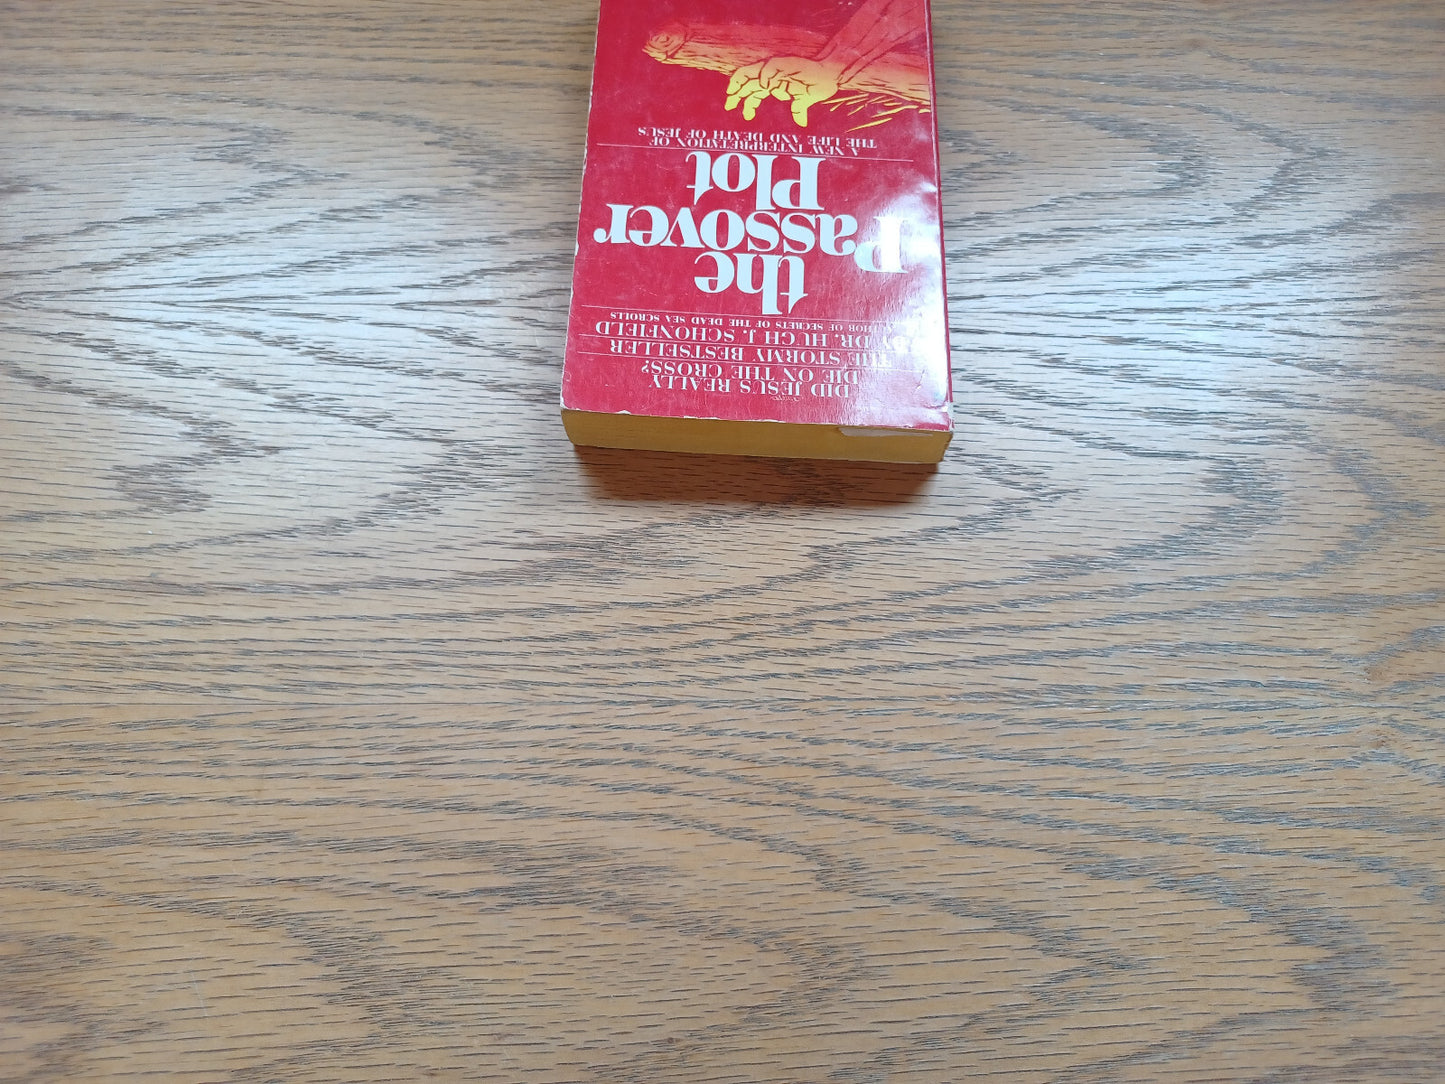 DID JESUS REALLY
DIE ON THE CROSS?
THE STORMY BESTSELLER
BY DR. HUGH J. SCHONFIELD
AUTHOR OF SECRETS OF THE DEAD SEA SCROLLS
the
Passover
Plot
A NEW INTERPRETATION OF
THE LIFE AND DEATH OF JESUS